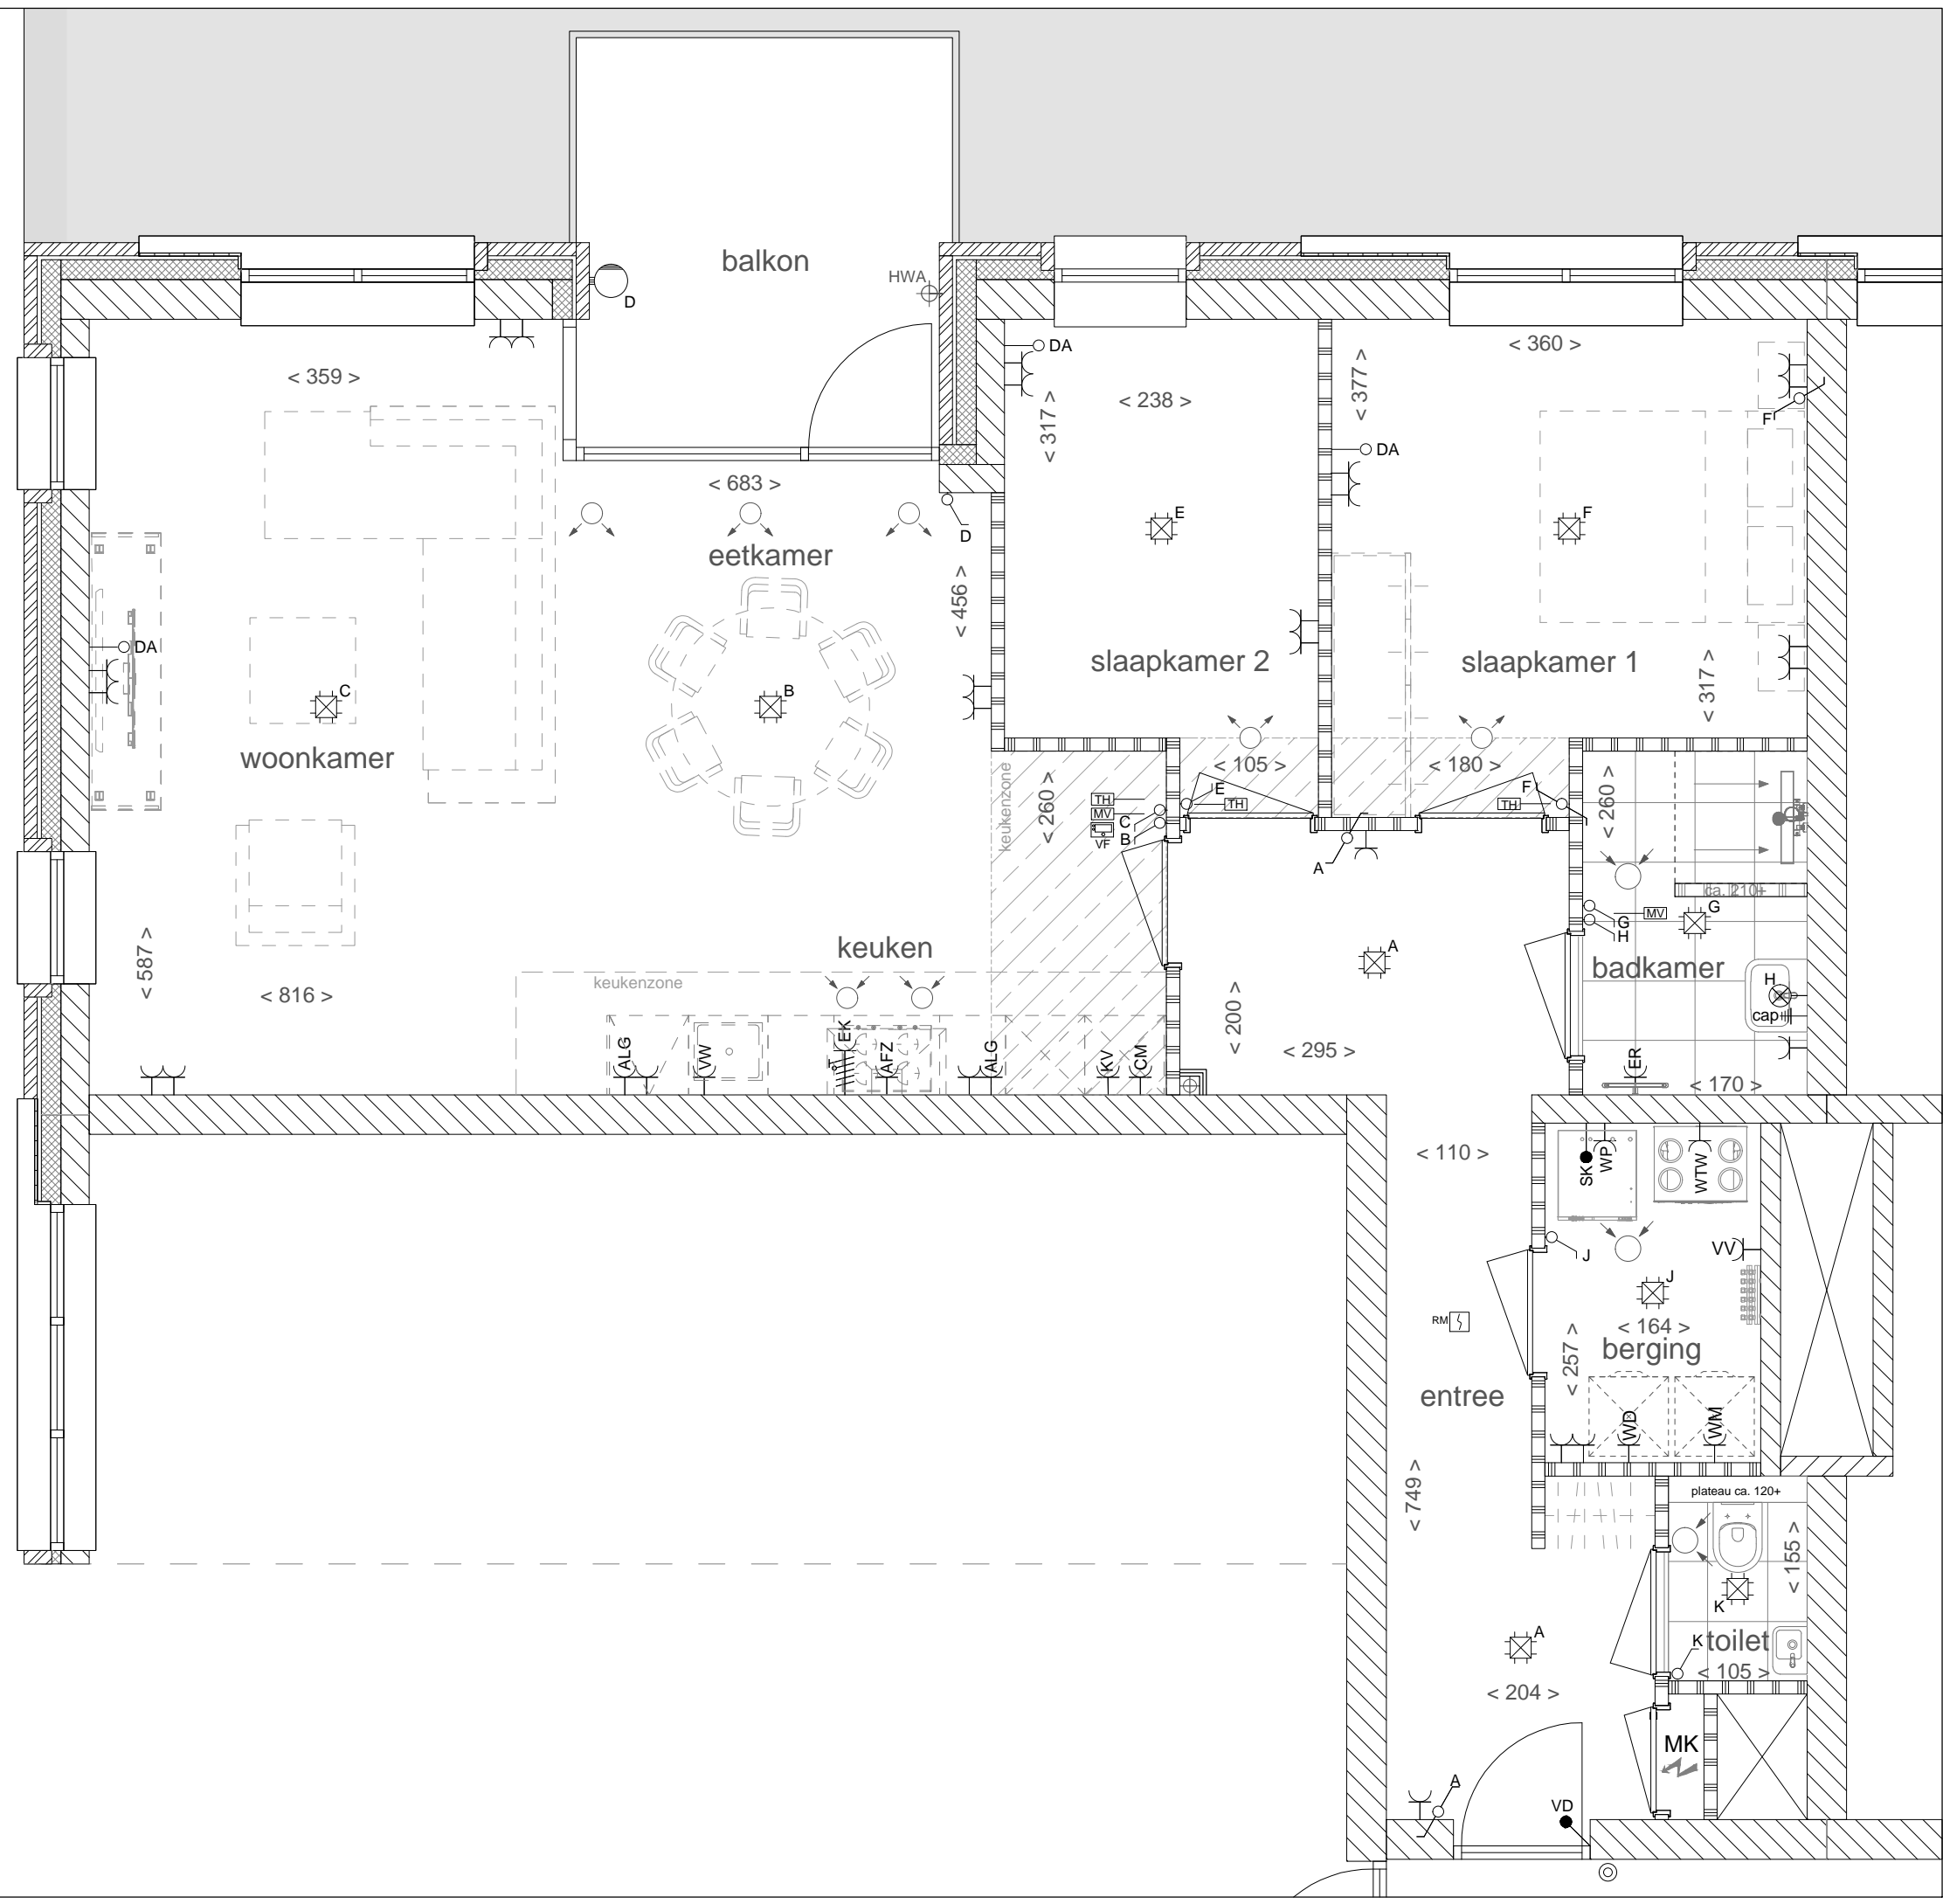 balkon
HWA
D
DA
< 360 >
< 359 >
< 377 >
< 238 >
< 317 >
F
DA
< 683 >
D
E
F
eetkamer
< 456 >
DA
slaapkamer 2
slaapkamer 1
< 317 >
C
B
woonkamer
keukenzone
< 260 >
< 105 >
< 180 >
< 260 >
TH
MV
VF
C
B
E
TH
F
TH
A
ca. 210+
G
H
MV
G
keuken
A
badkamer
< 587 >
< 816 >
keukenzone
< 200 >
< 295 >
H
cap
ALG
VW
EK
T
AFZ
ALG
KV
CM
ER
< 170 >
< 110 >
SK
WP
WTW
J
VV
J
RM
< 164 >
berging
< 257 >
entree
WD
WM
< 749 >
plateau ca. 120+
< 155 >
K
A
K
toilet
< 105 >
< 204 >
MK
A
VD